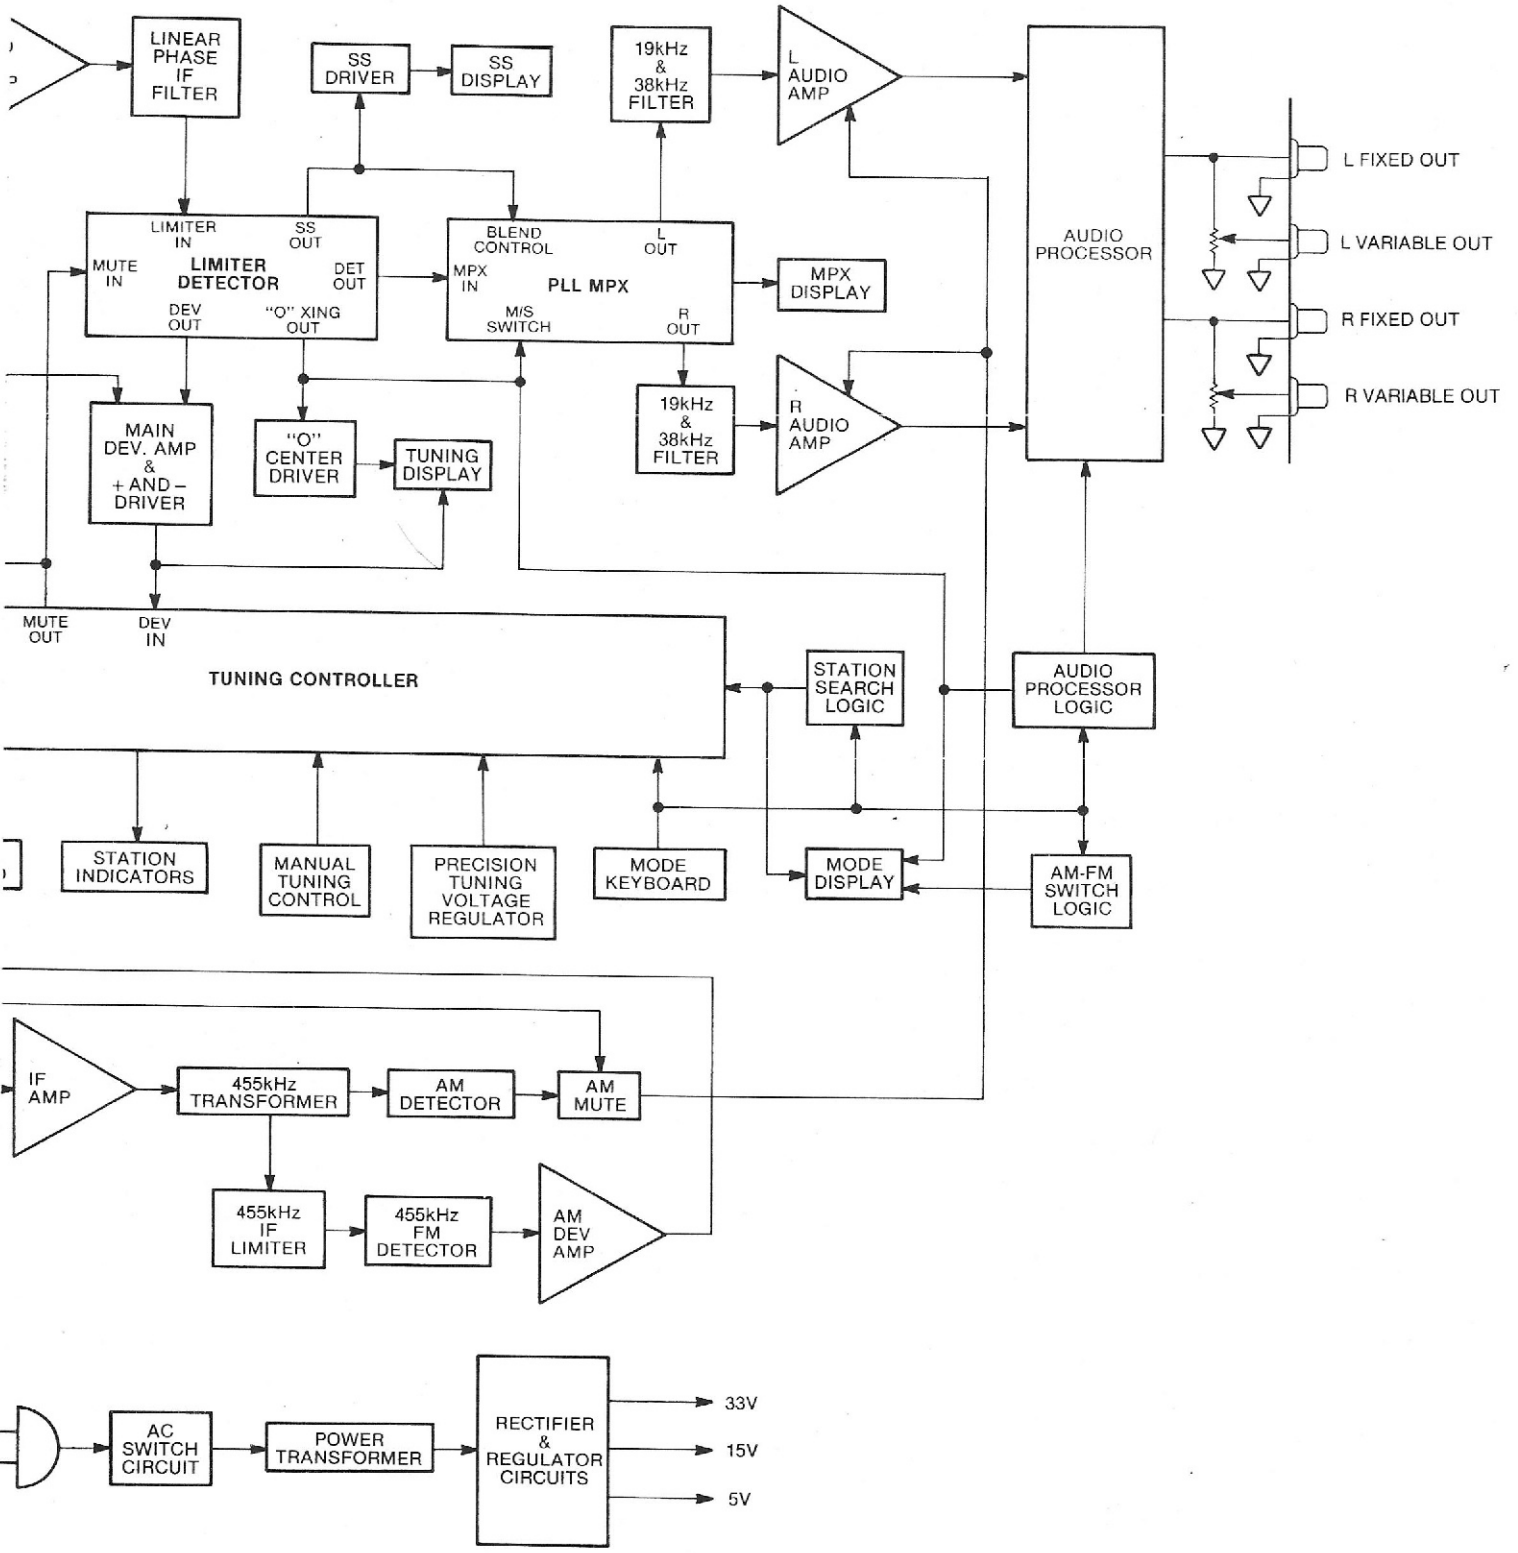 LINEAR
PHASE
IF
FILTER
SS
DRIVER
SS
DISPLAY
19kHz
&
38kHz
FILTER
L
AUDIO
AMP
AUDIO
PROCESSOR
L FIXED OUT
L VARIABLE OUT
R FIXED OUT
R VARIABLE OUT
LIMITER
IN
SS
OUT
MUTE
IN
LIMITER
DETECTOR
DET
OUT
DEV
OUT
"O" XING
OUT
BLEND
CONTROL
L
OUT
MPX
IN
PLL MPX
M/S
SWITCH
R
OUT
MPX
DISPLAY
MAIN
DEV. AMP
&
+ AND –
DRIVER
"O"
CENTER
DRIVER
TUNING
DISPLAY
19kHz
&
38kHz
FILTER
R
AUDIO
AMP
MUTE
OUT
DEV
IN
TUNING CONTROLLER
STATION
SEARCH
LOGIC
AUDIO
PROCESSOR
LOGIC
STATION
INDICATORS
MANUAL
TUNING
CONTROL
PRECISION
TUNING
VOLTAGE
REGULATOR
MODE
KEYBOARD
MODE
DISPLAY
AM-FM
SWITCH
LOGIC
IF
AMP
455kHz
TRANSFORMER
AM
DETECTOR
AM
MUTE
455kHz
IF
LIMITER
455kHz
FM
DETECTOR
AM
DEV
AMP
AC
SWITCH
CIRCUIT
POWER
TRANSFORMER
RECTIFIER
&
REGULATOR
CIRCUITS
33V
15V
5V